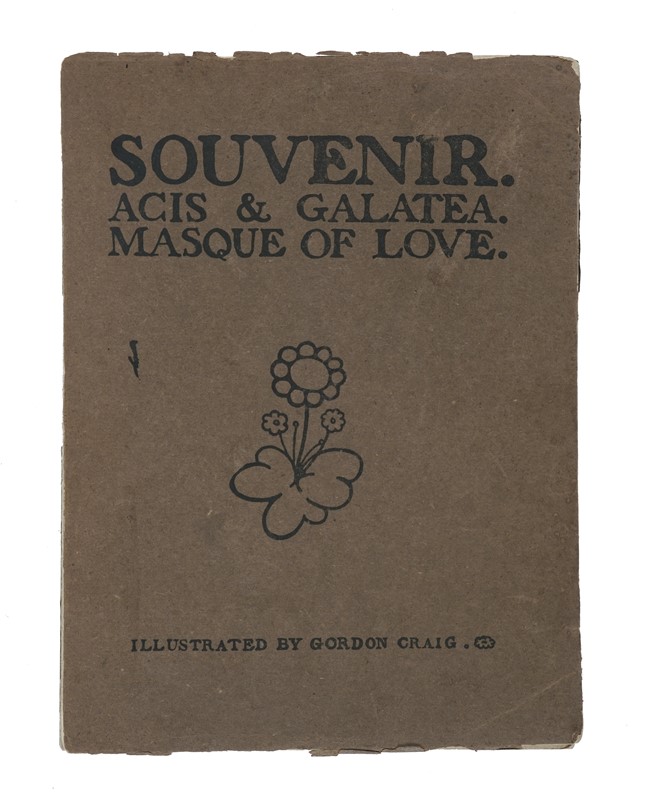 SOUVENIR.
ACIS & GALATEA.
MASQUE OF LOVE.
ILLUSTRATED BY GORDON CRAIG.